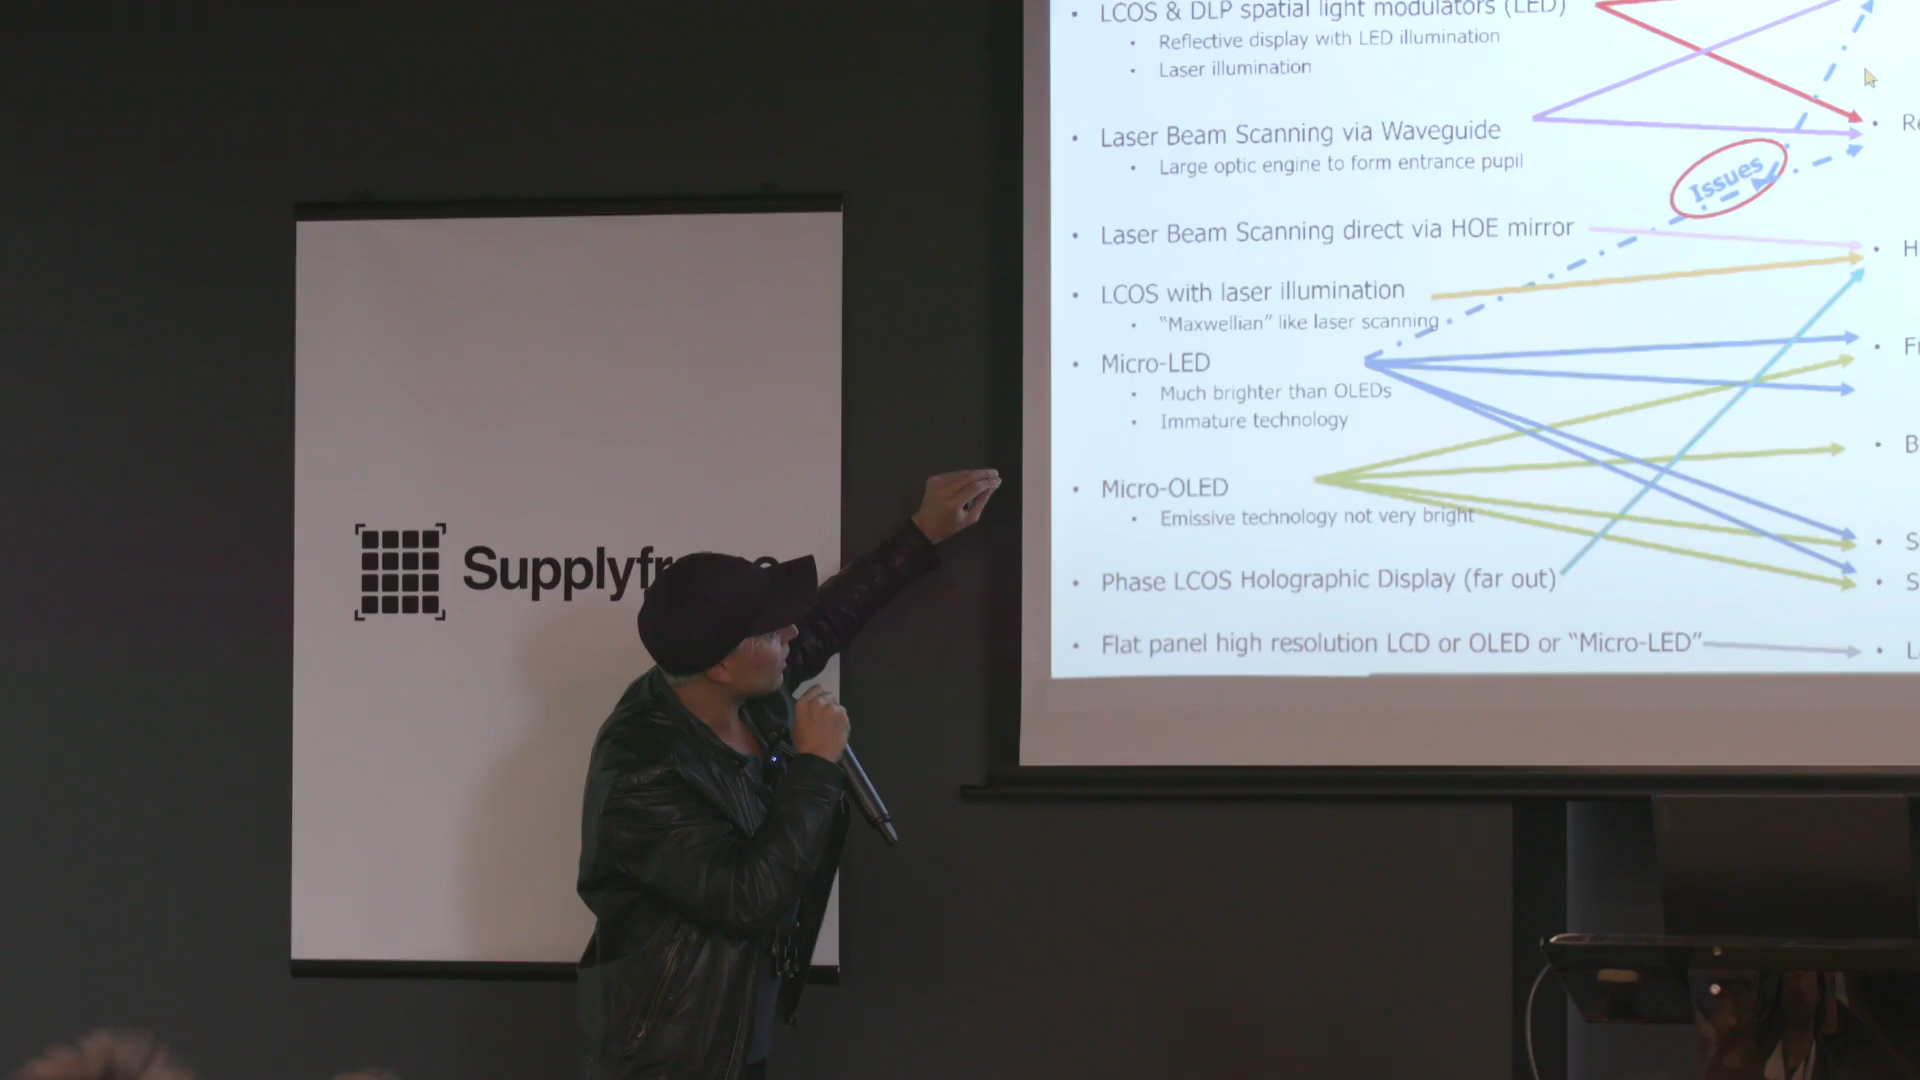 LCOS & DLP spatial light modulators (LED)
Reflective display with LED illumination
Laser illumination
Laser Beam Scanning via Waveguide
Large optic engine to form entrance pupil
Issues
Laser Beam Scanning direct via HOE mirror
LCOS with laser illumination
"Maxwellian" like laser scanning
Micro-LED
Much brighter than OLEDs
Immature technology
Micro-OLED
Emissive technology not very bright
Phase LCOS Holographic Display (far out)
Flat panel high resolution LCD or OLED or "Micro-LED"